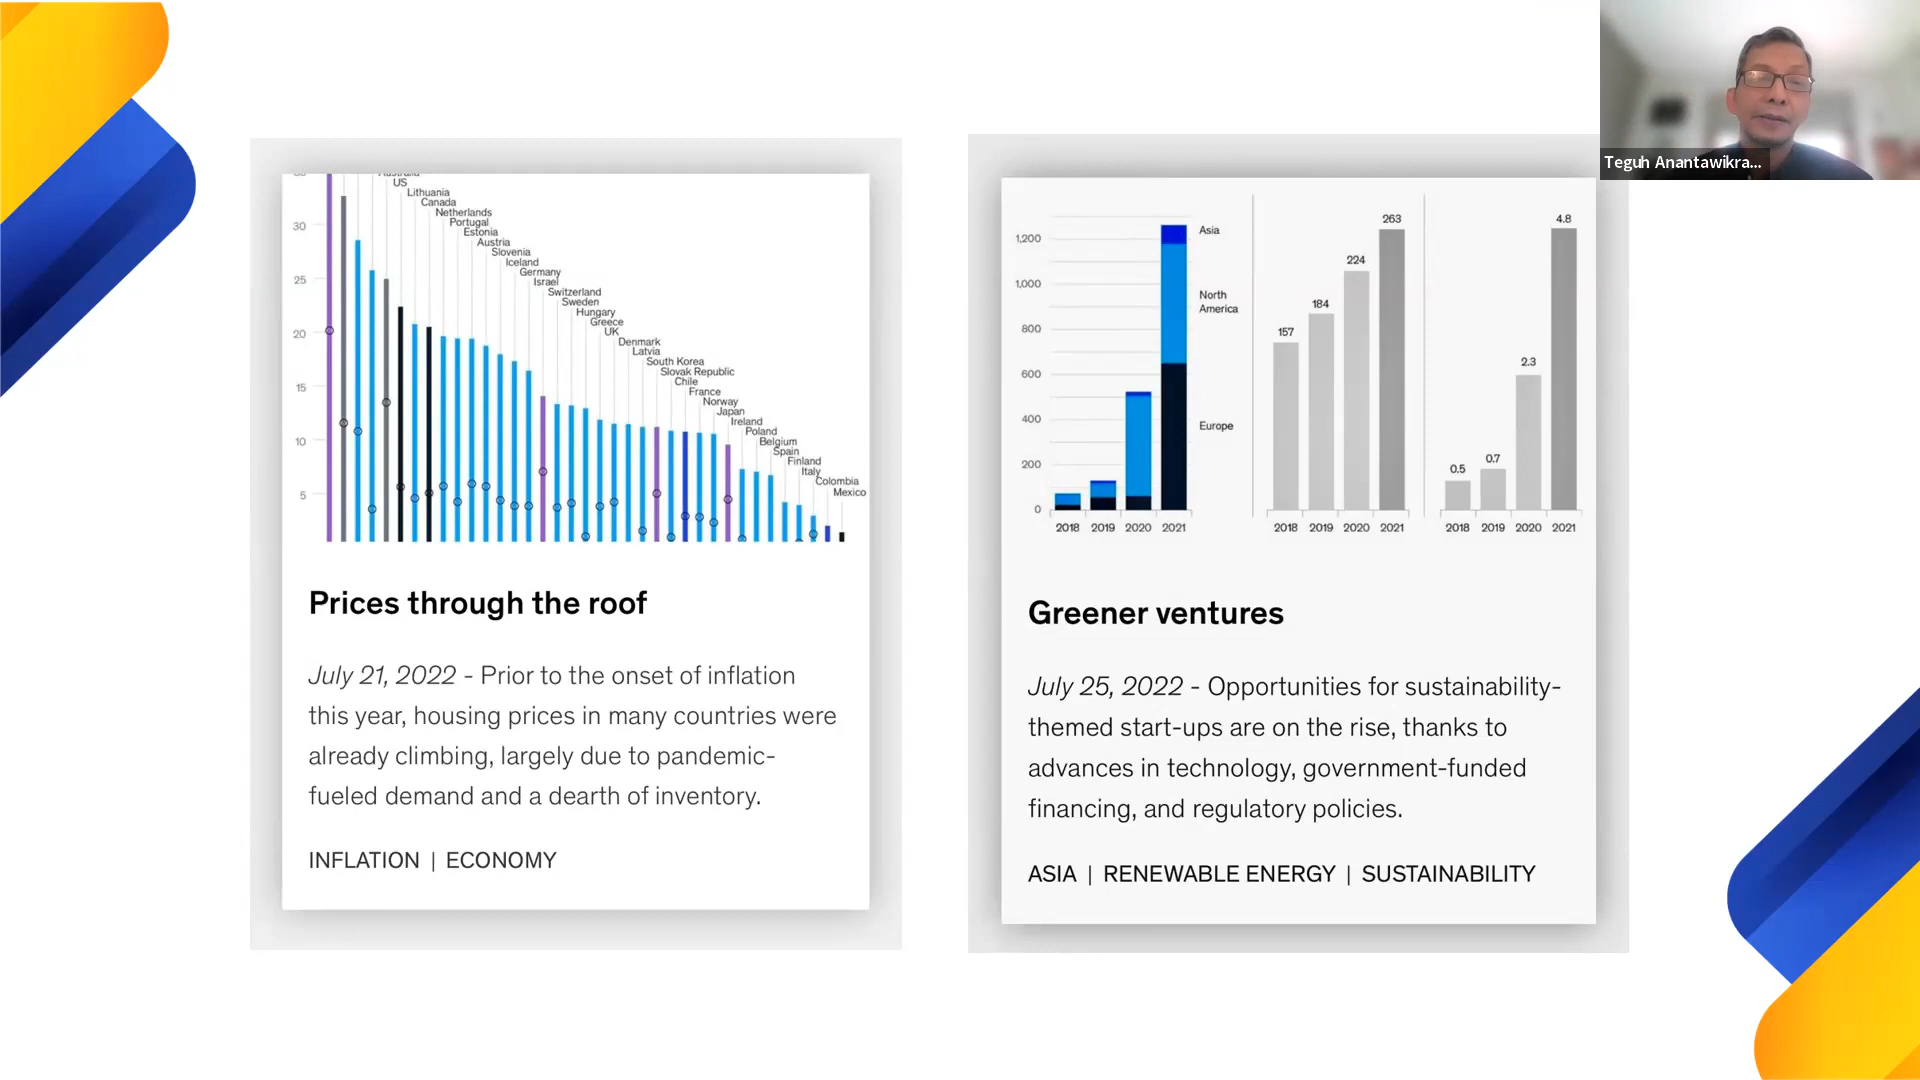 Australia
US
Lithuania
Canada
Netherlands
Portugal
Estonia
Austria
Slovenia
Iceland
Germany
Israel
Switzerland
Sweden
Hungary
Greece
UK
Denmark
Latvia
South Korea
Slovak Republic
Chile
France
Norway
Japan
Ireland
Poland
Belgium
Spain
Finland
Italy
Colombia
Mexico
30
25
20
15
10
5
Prices through the roof
July 21, 2022 - Prior to the onset of inflation
this year, housing prices in many countries were
already climbing, largely due to pandemic-
fueled demand and a dearth of inventory.
INFLATION | ECONOMY
1,200
1,000
800
600
400
200
0
Asia
North
America
Europe
2018 2019 2020 2021
157
184
224
263
2018 2019 2020 2021
0.5
0.7
2.3
4.8
2018 2019 2020 2021
Greener ventures
July 25, 2022 - Opportunities for sustainability-
themed start-ups are on the rise, thanks to
advances in technology, government-funded
financing, and regulatory policies.
ASIA | RENEWABLE ENERGY | SUSTAINABILITY
Teguh Anantawikra...